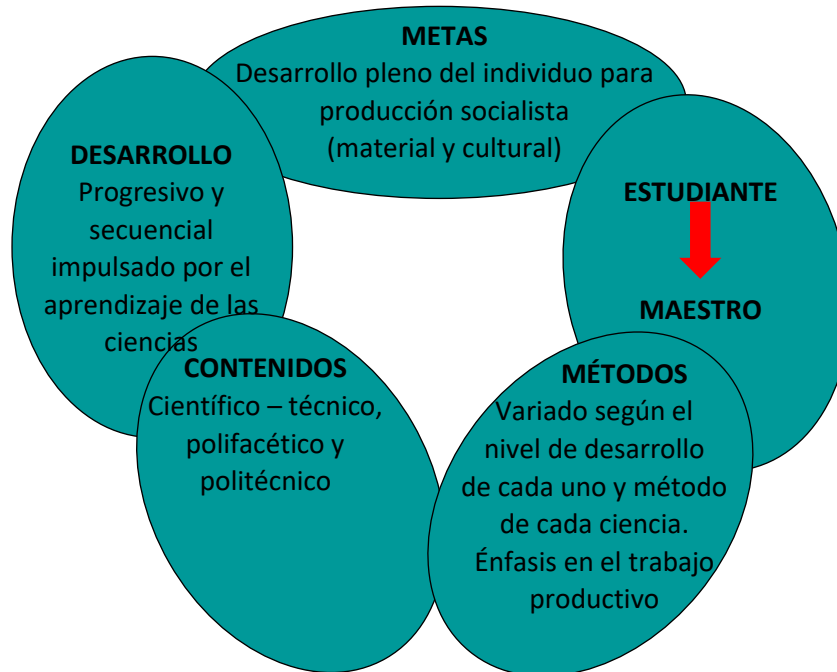 METAS
Desarrollo pleno del individuo para
producción socialista
(material y cultural)
DESARROLLO
Progresivo y
secuencial
impulsado por el
aprendizaje de las
ciencias
ESTUDIANTE
MAESTRO
CONTENIDOS
Científico – técnico,
polifacético y
politécnico
MÉTODOS
Variado según el
nivel de desarrollo
de cada uno y método
de cada ciencia.
Énfasis en el trabajo
productivo